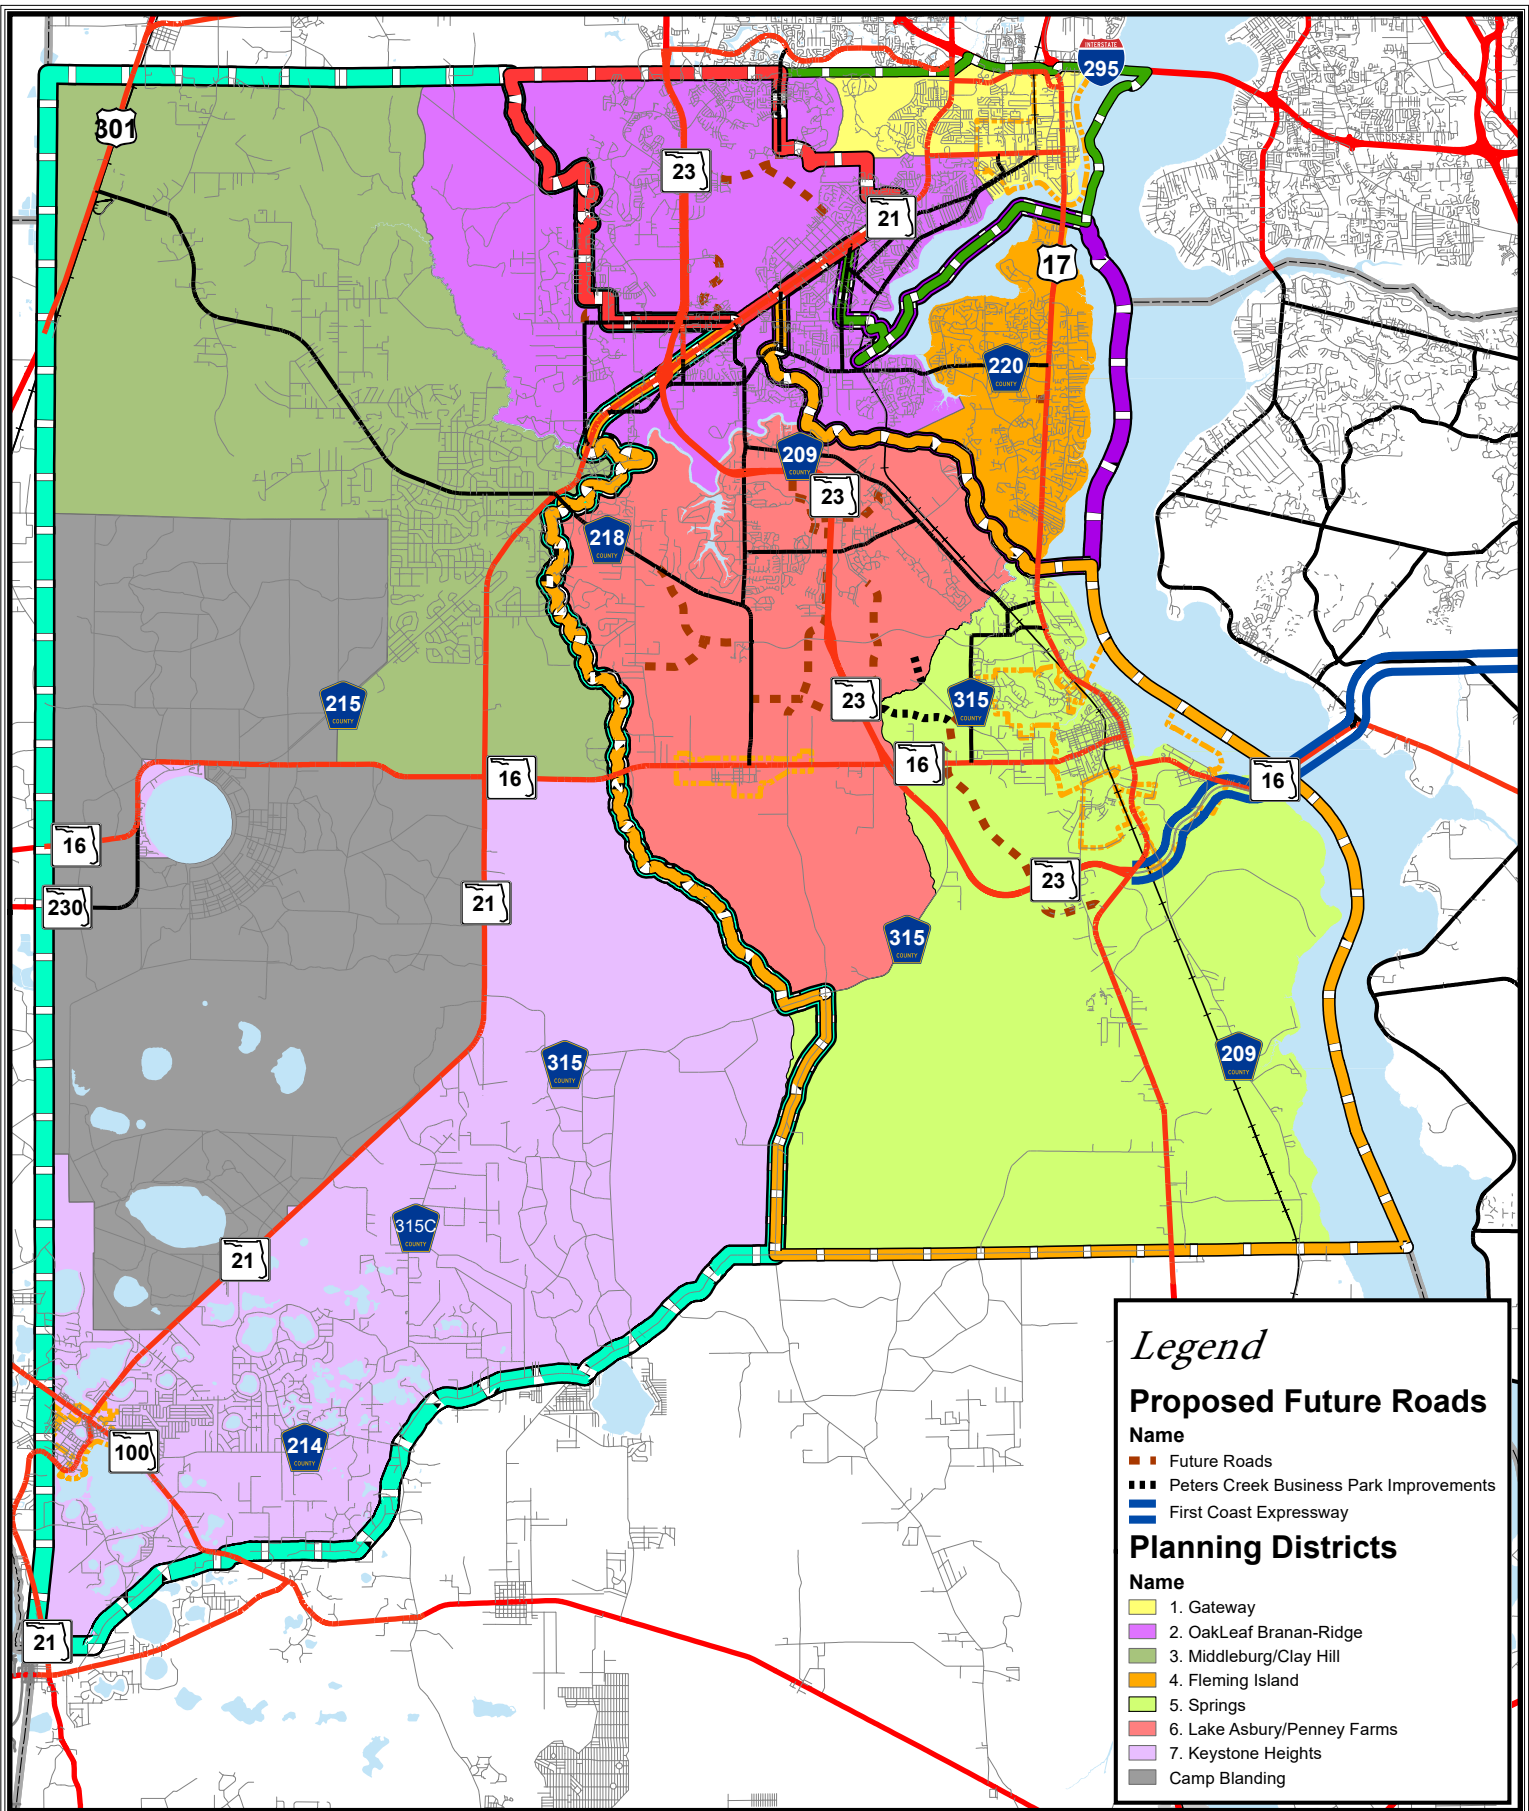 INTERSTATE
295
301
23
21
17
220
COUNTY
209
COUNTY
23
218
COUNTY
215
COUNTY
23
315
COUNTY
16
16
16
16
230
21
23
315
COUNTY
315
COUNTY
209
COUNTY
315C
COUNTY
21
100
214
COUNTY
21
Legend
Proposed Future Roads
Name
Future Roads
Peters Creek Business Park Improvements
First Coast Expressway
Planning Districts
Name
1. Gateway
2. OakLeaf Branan-Ridge
3. Middleburg/Clay Hill
4. Fleming Island
5. Springs
6. Lake Asbury/Penney Farms
7. Keystone Heights
Camp Blanding